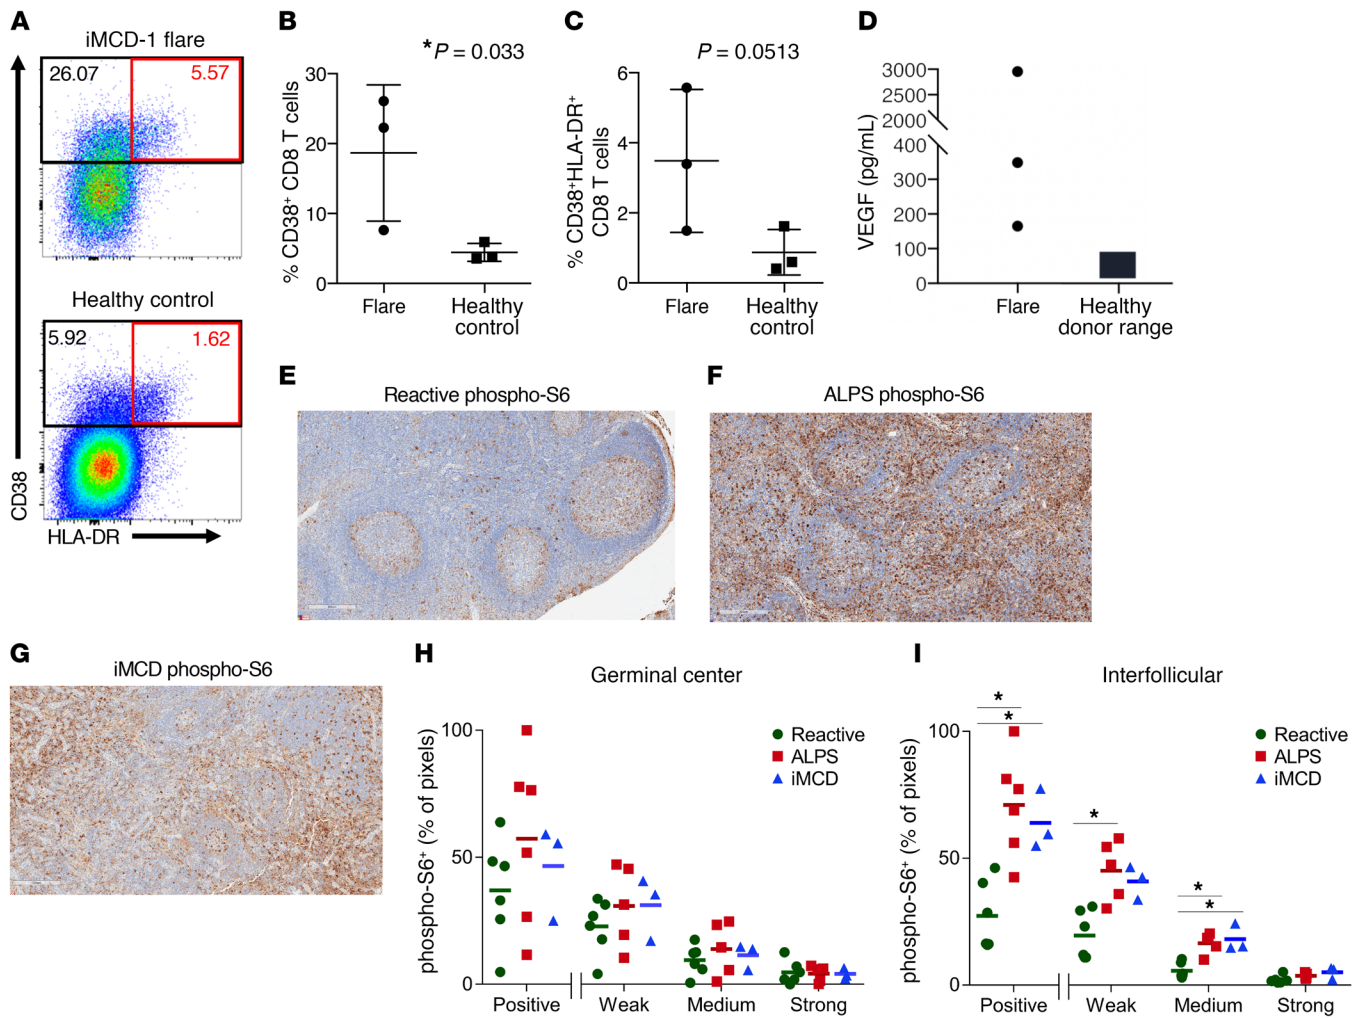 A
iMCD-1 flare
26.07
5.57
Healthy control
5.92
1.62
CD38
HLA-DR
B
*P = 0.033
% CD38+ CD8 T cells
30
20
10
0
Flare
Healthy
control
C
P = 0.0513
% CD38+HLA-DR+
CD8 T cells
6
4
2
0
Flare
Healthy
control
D
VEGF (pg/mL)
3000
2500
2000
400
300
200
100
0
Flare
Healthy
donor range
E
Reactive phospho-S6
F
ALPS phospho-S6
G
iMCD phospho-S6
H
Germinal center
phospho-S6+ (% of pixels)
100
50
0
Reactive
ALPS
iMCD
Positive
Weak
Medium
Strong
I
Interfollicular
phospho-S6+ (% of pixels)
100
50
0
*
*
*
*
*
Reactive
ALPS
iMCD
Positive
Weak
Medium
Strong